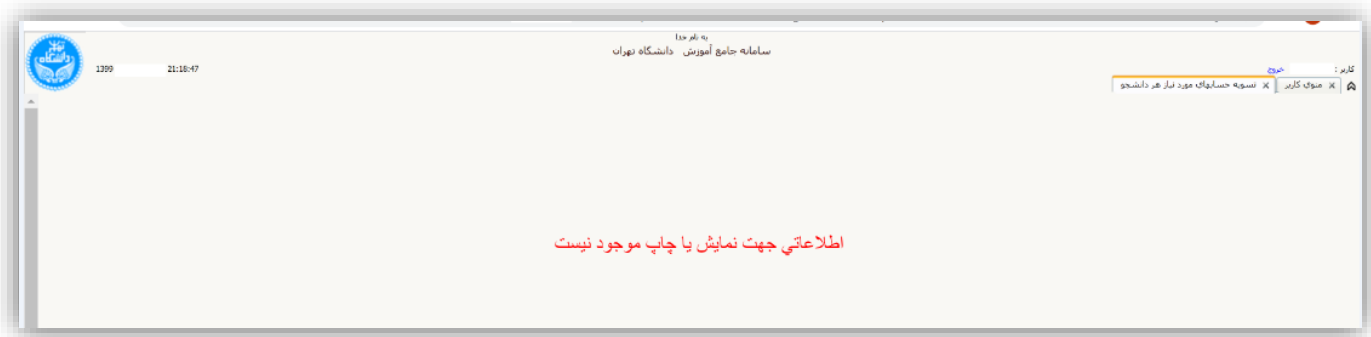 به نام خدا
سامانه جامع آموزش دانشگاه تهران
کاربر : خروج
21:18:47 1399
منوی کاربر x تسویه حسابهای مورد نیاز هر دانشجو x
اطلاعاتي جهت نمايش يا چاپ موجود نيست